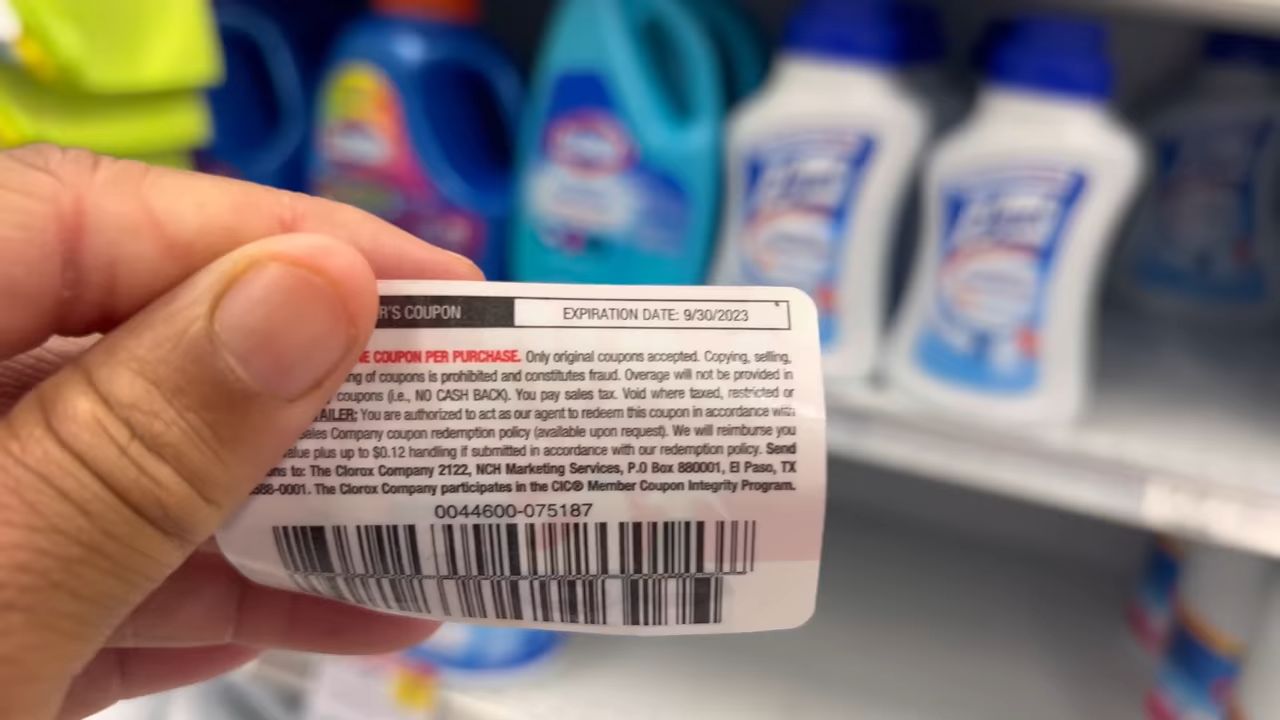 R'S COUPON EXPIRATION DATE: 9/30/2023
COUPON PER PURCHASE. Only original coupons accepted. Copying, selling,
of coupons is prohibited and constitutes fraud. Overage will not be provided in
coupons (i.e., NO CASH BACK). You pay sales tax. Void where taxed, restricted or
AILER: You are authorized to act as our agent to redeem this coupon in accordance with
ales Company coupon redemption policy (available upon request). We will reimburse you
alue plus up to $0.12 handling if submitted in accordance with our redemption policy. Send
ns to: The Clorox Company 2122, NCH Marketing Services, P.O Box 880001, El Paso, TX
588-0001. The Clorox Company participates in the CIC® Member Coupon Integrity Program.
0044600-075187